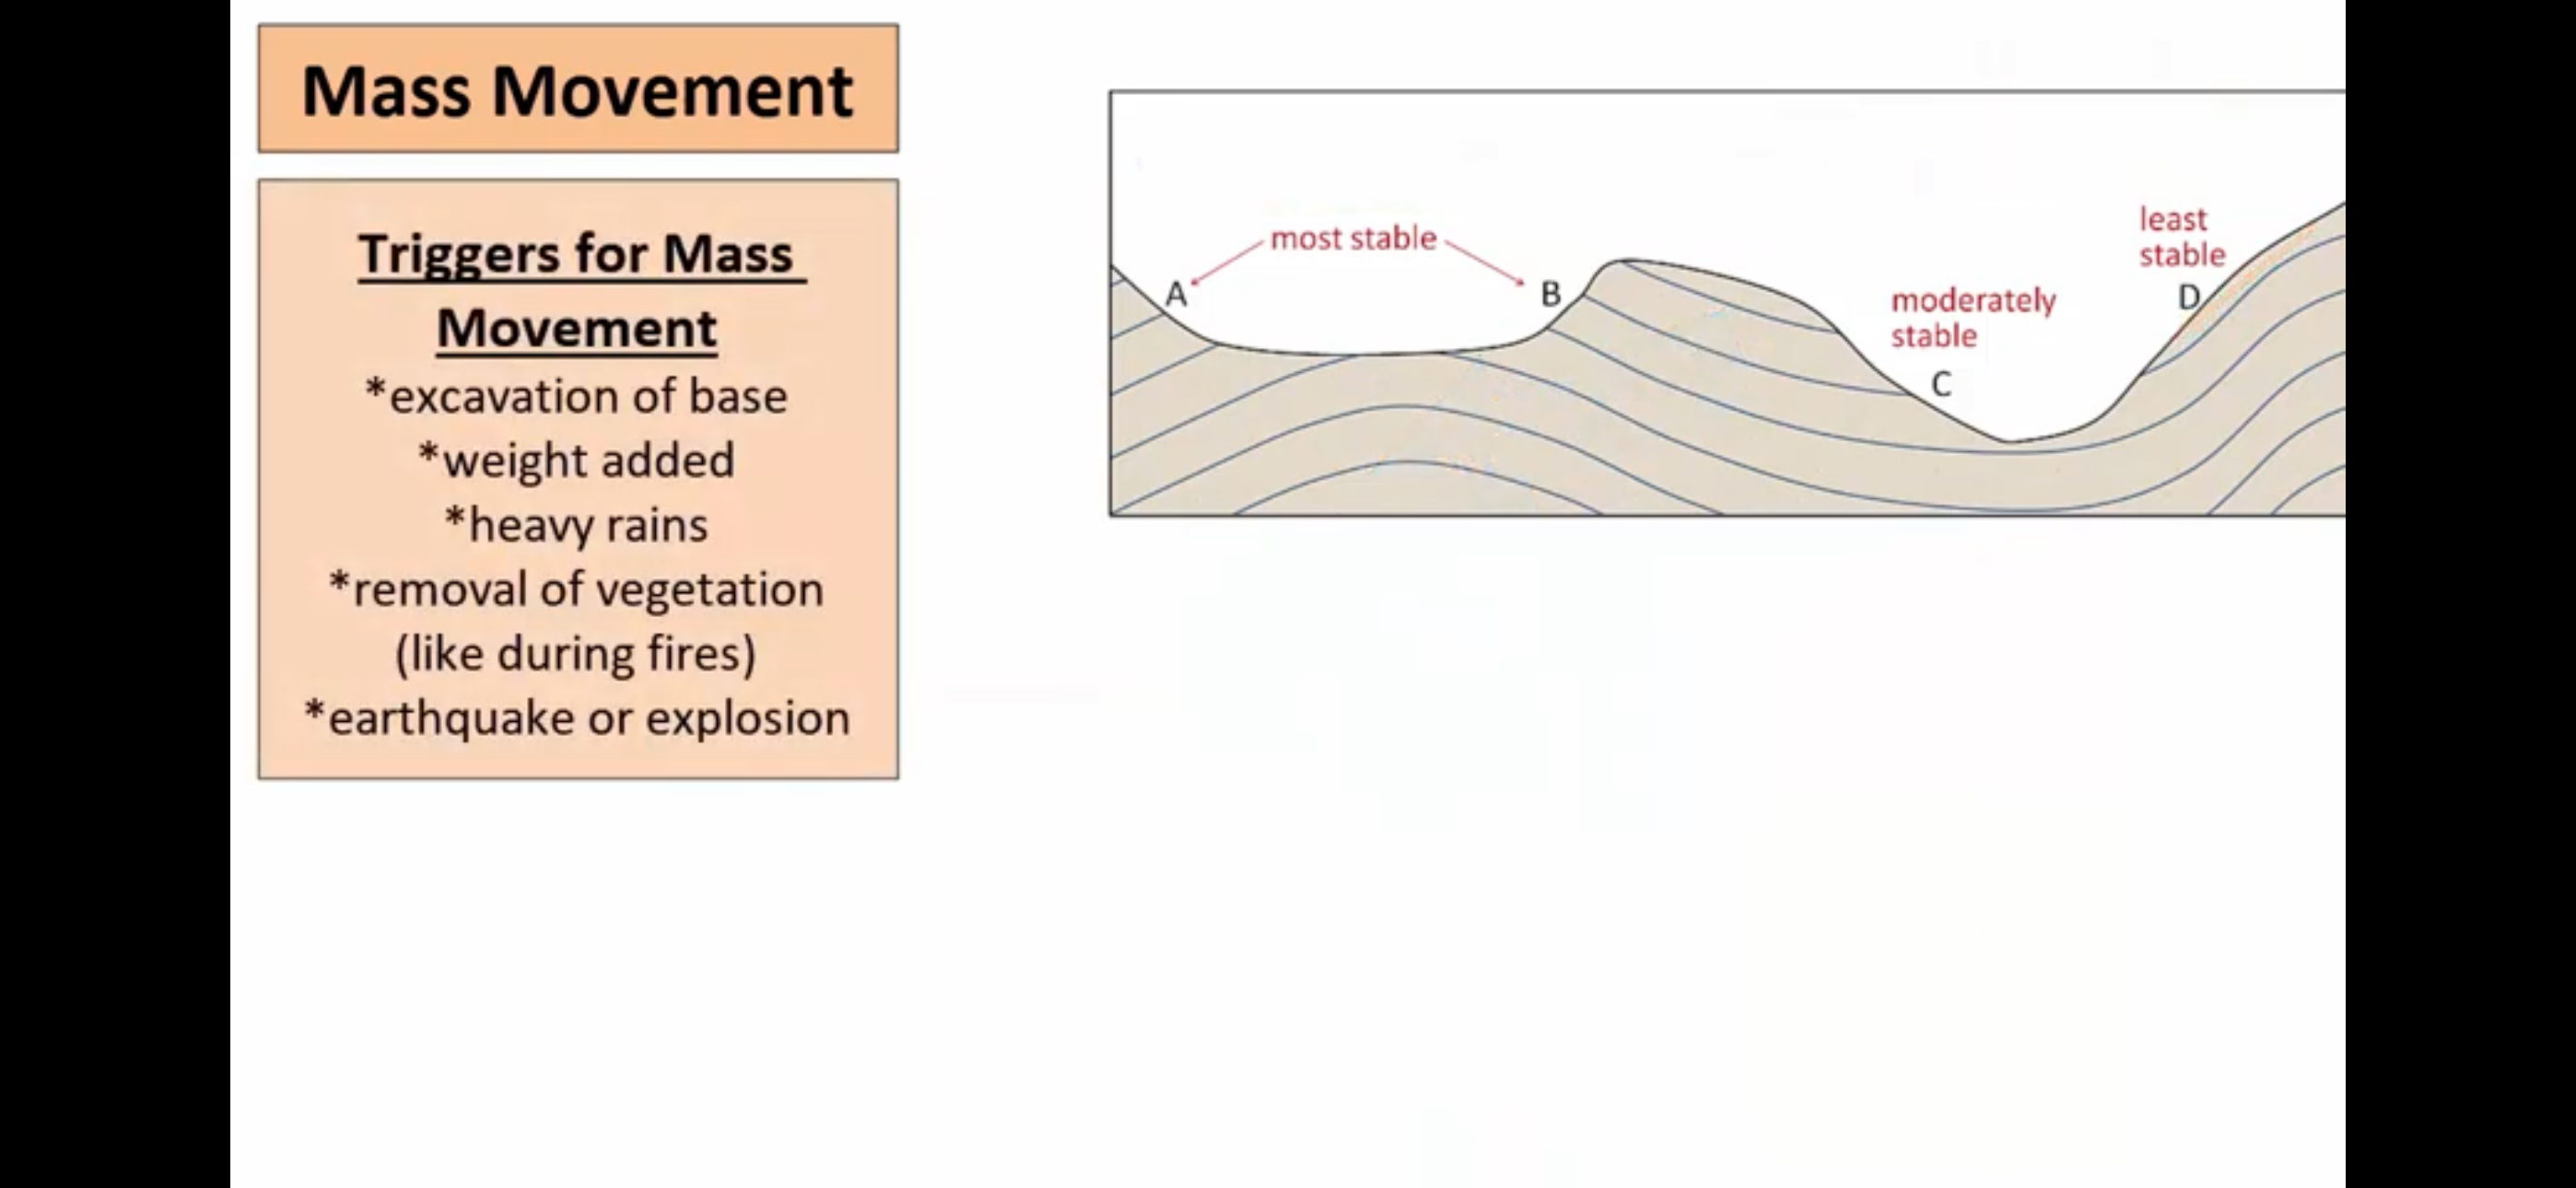 Mass Movement
Triggers for Mass
Movement
*excavation of base
*weight added
*heavy rains
*removal of vegetation
(like during fires)
*earthquake or explosion
most stable
A
B
moderately
stable
C
least
stable
D